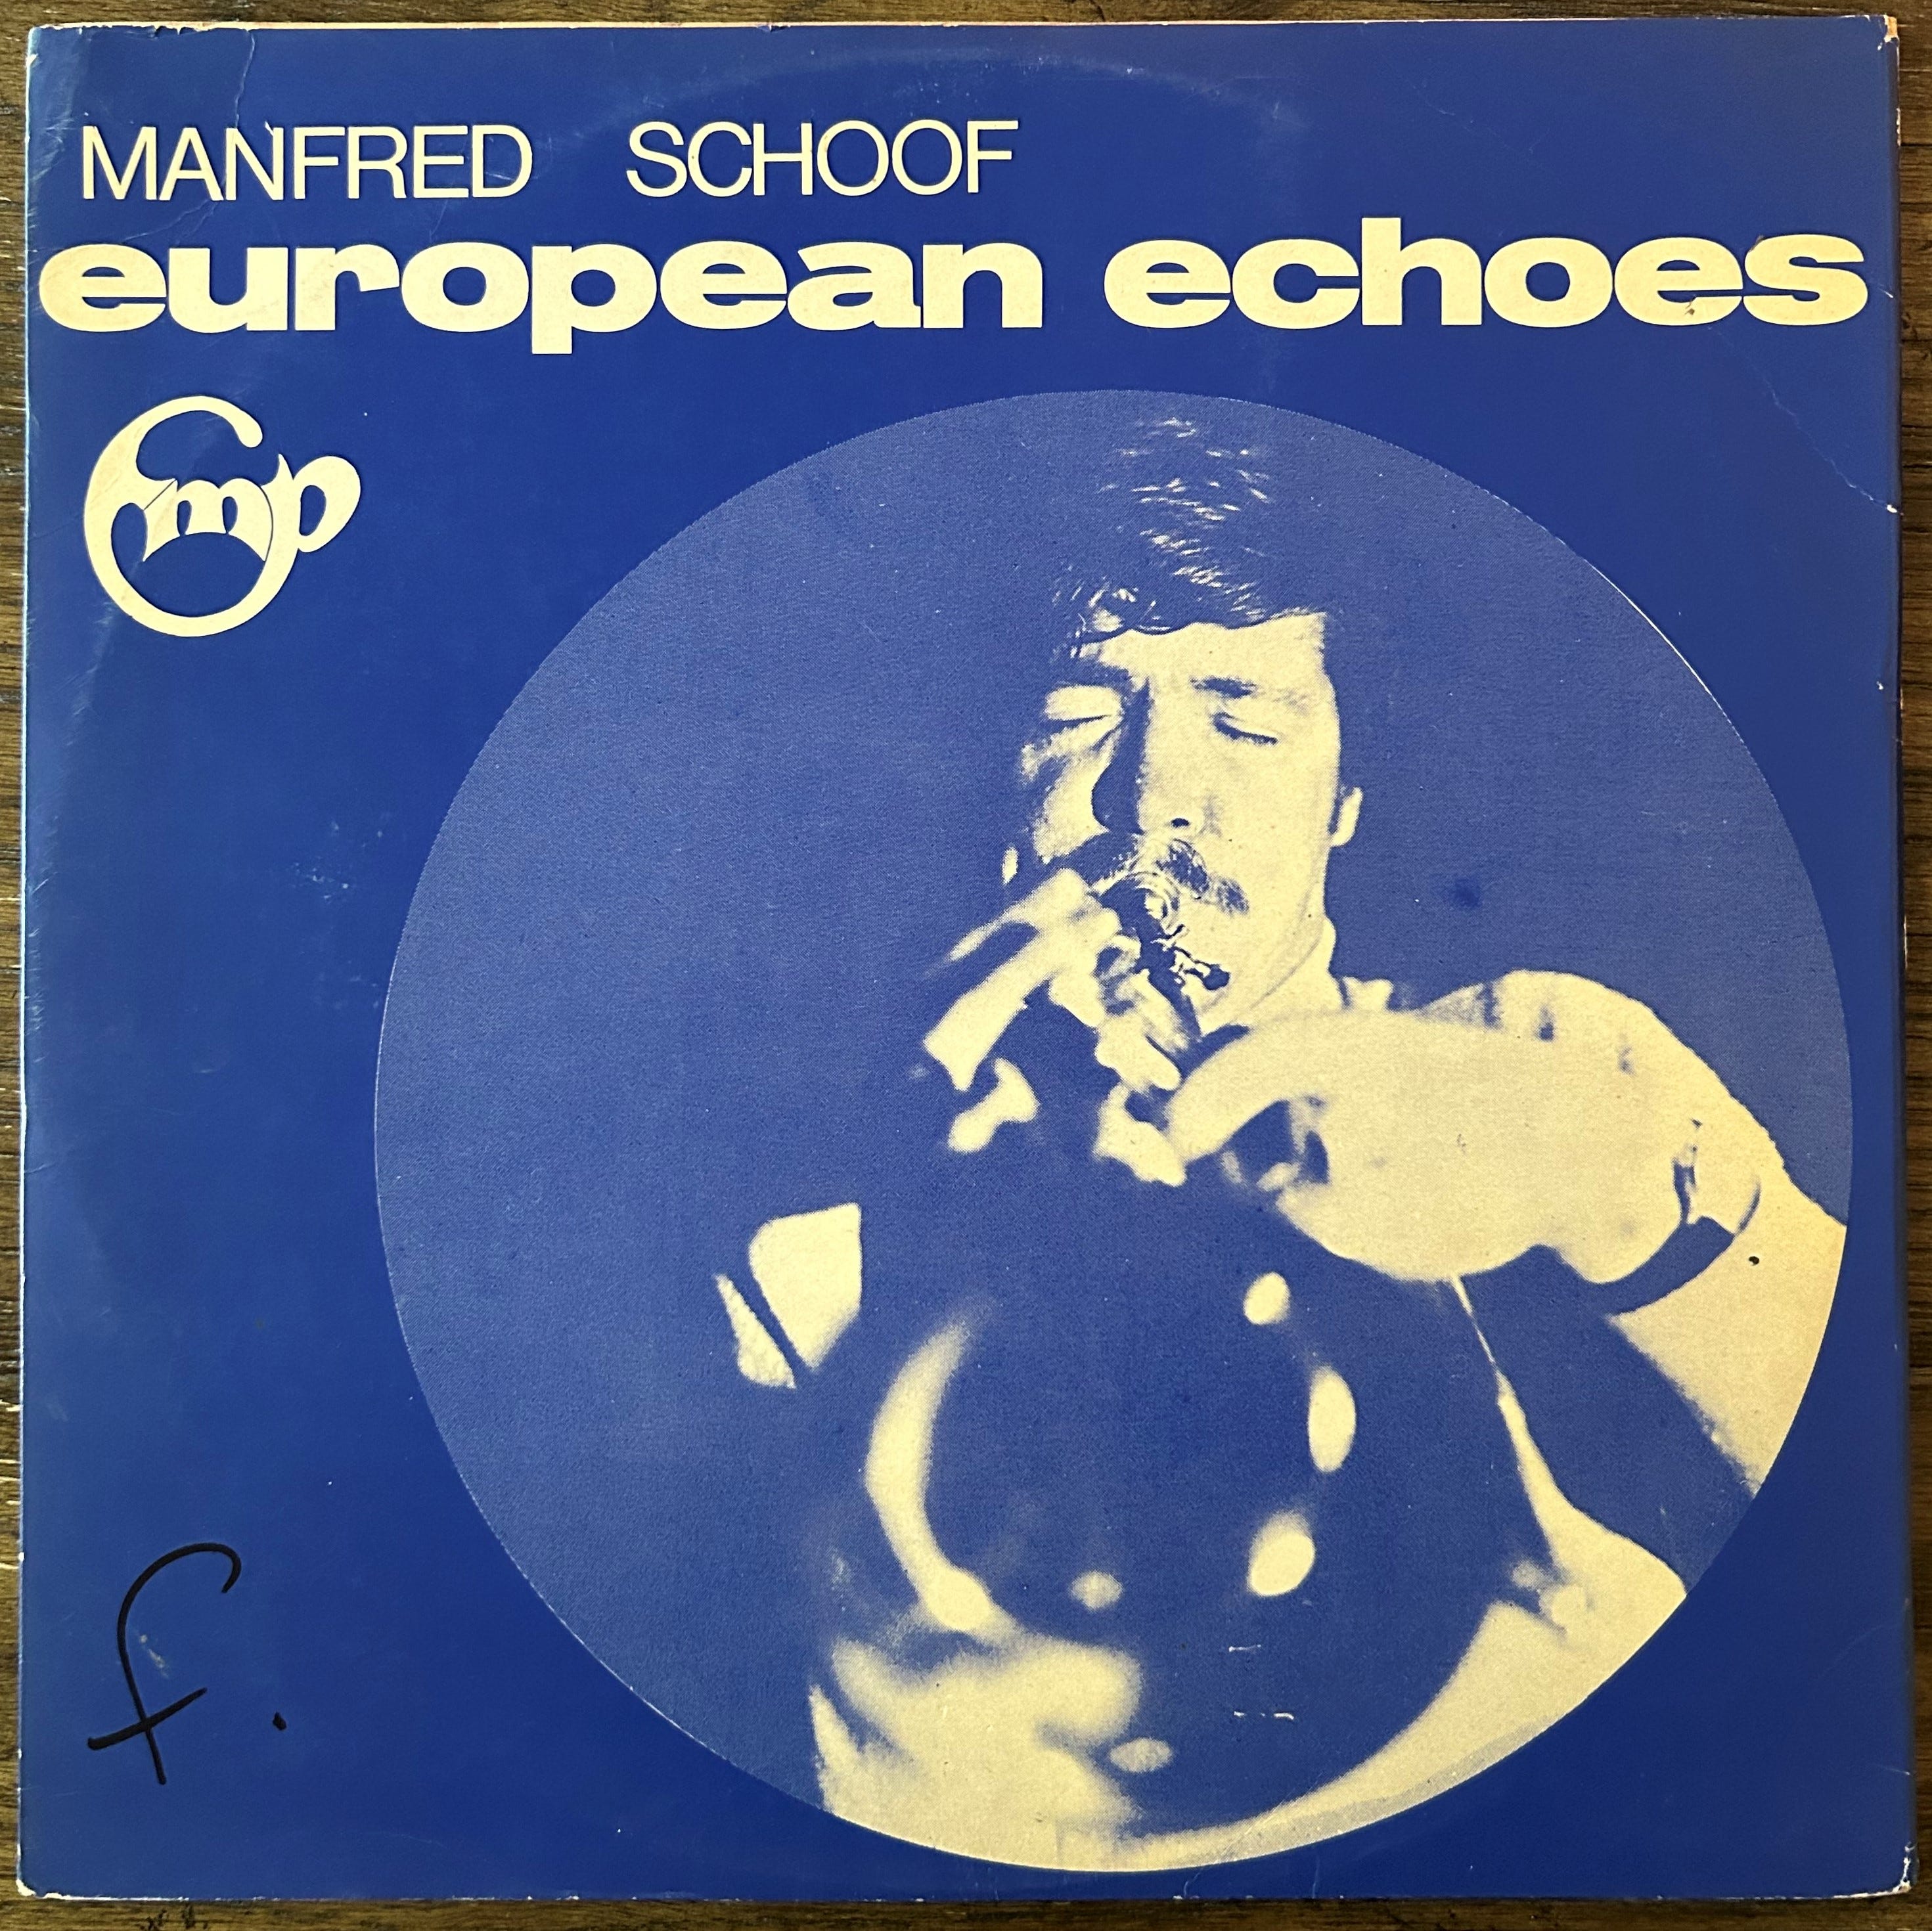 MANFRED SCHOOF
european echoes
fmp
f.